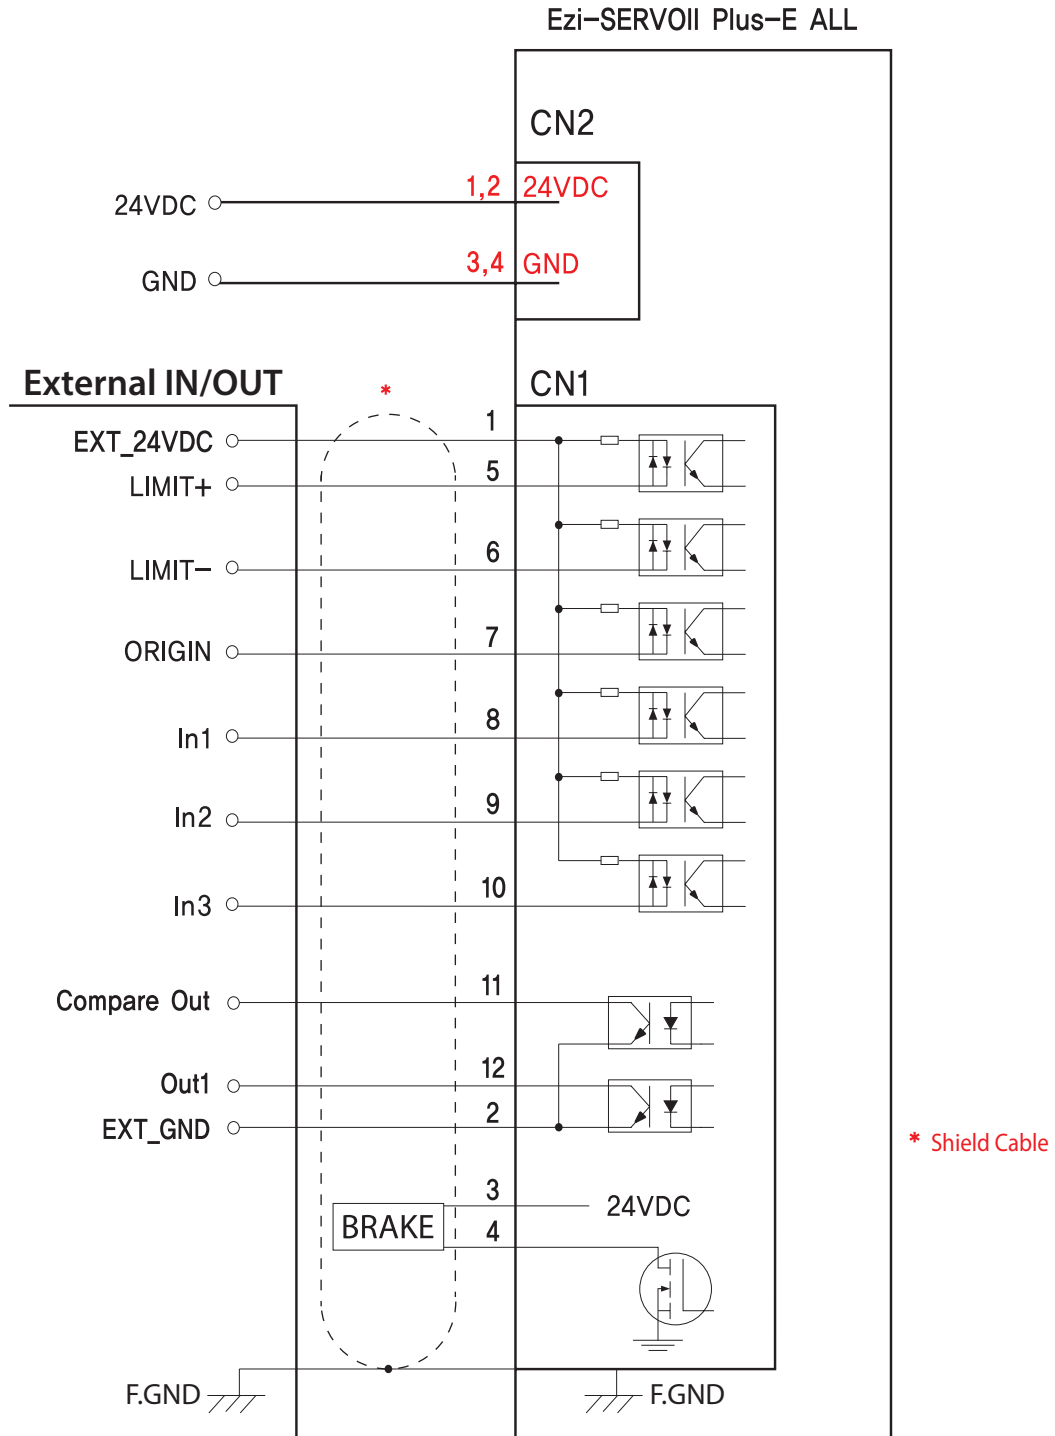 Ezi-SERVOII Plus-E ALL
CN2
24VDC 1,2 24VDC
GND 3,4 GND
External IN/OUT * CN1
EXT_24VDC 1
LIMIT+ 5
LIMIT- 6
ORIGIN 7
In1 8
In2 9
In3 10
Compare Out 11
Out1 12
EXT_GND 2
* Shield Cable
3 24VDC
BRAKE 4
F.GND F.GND